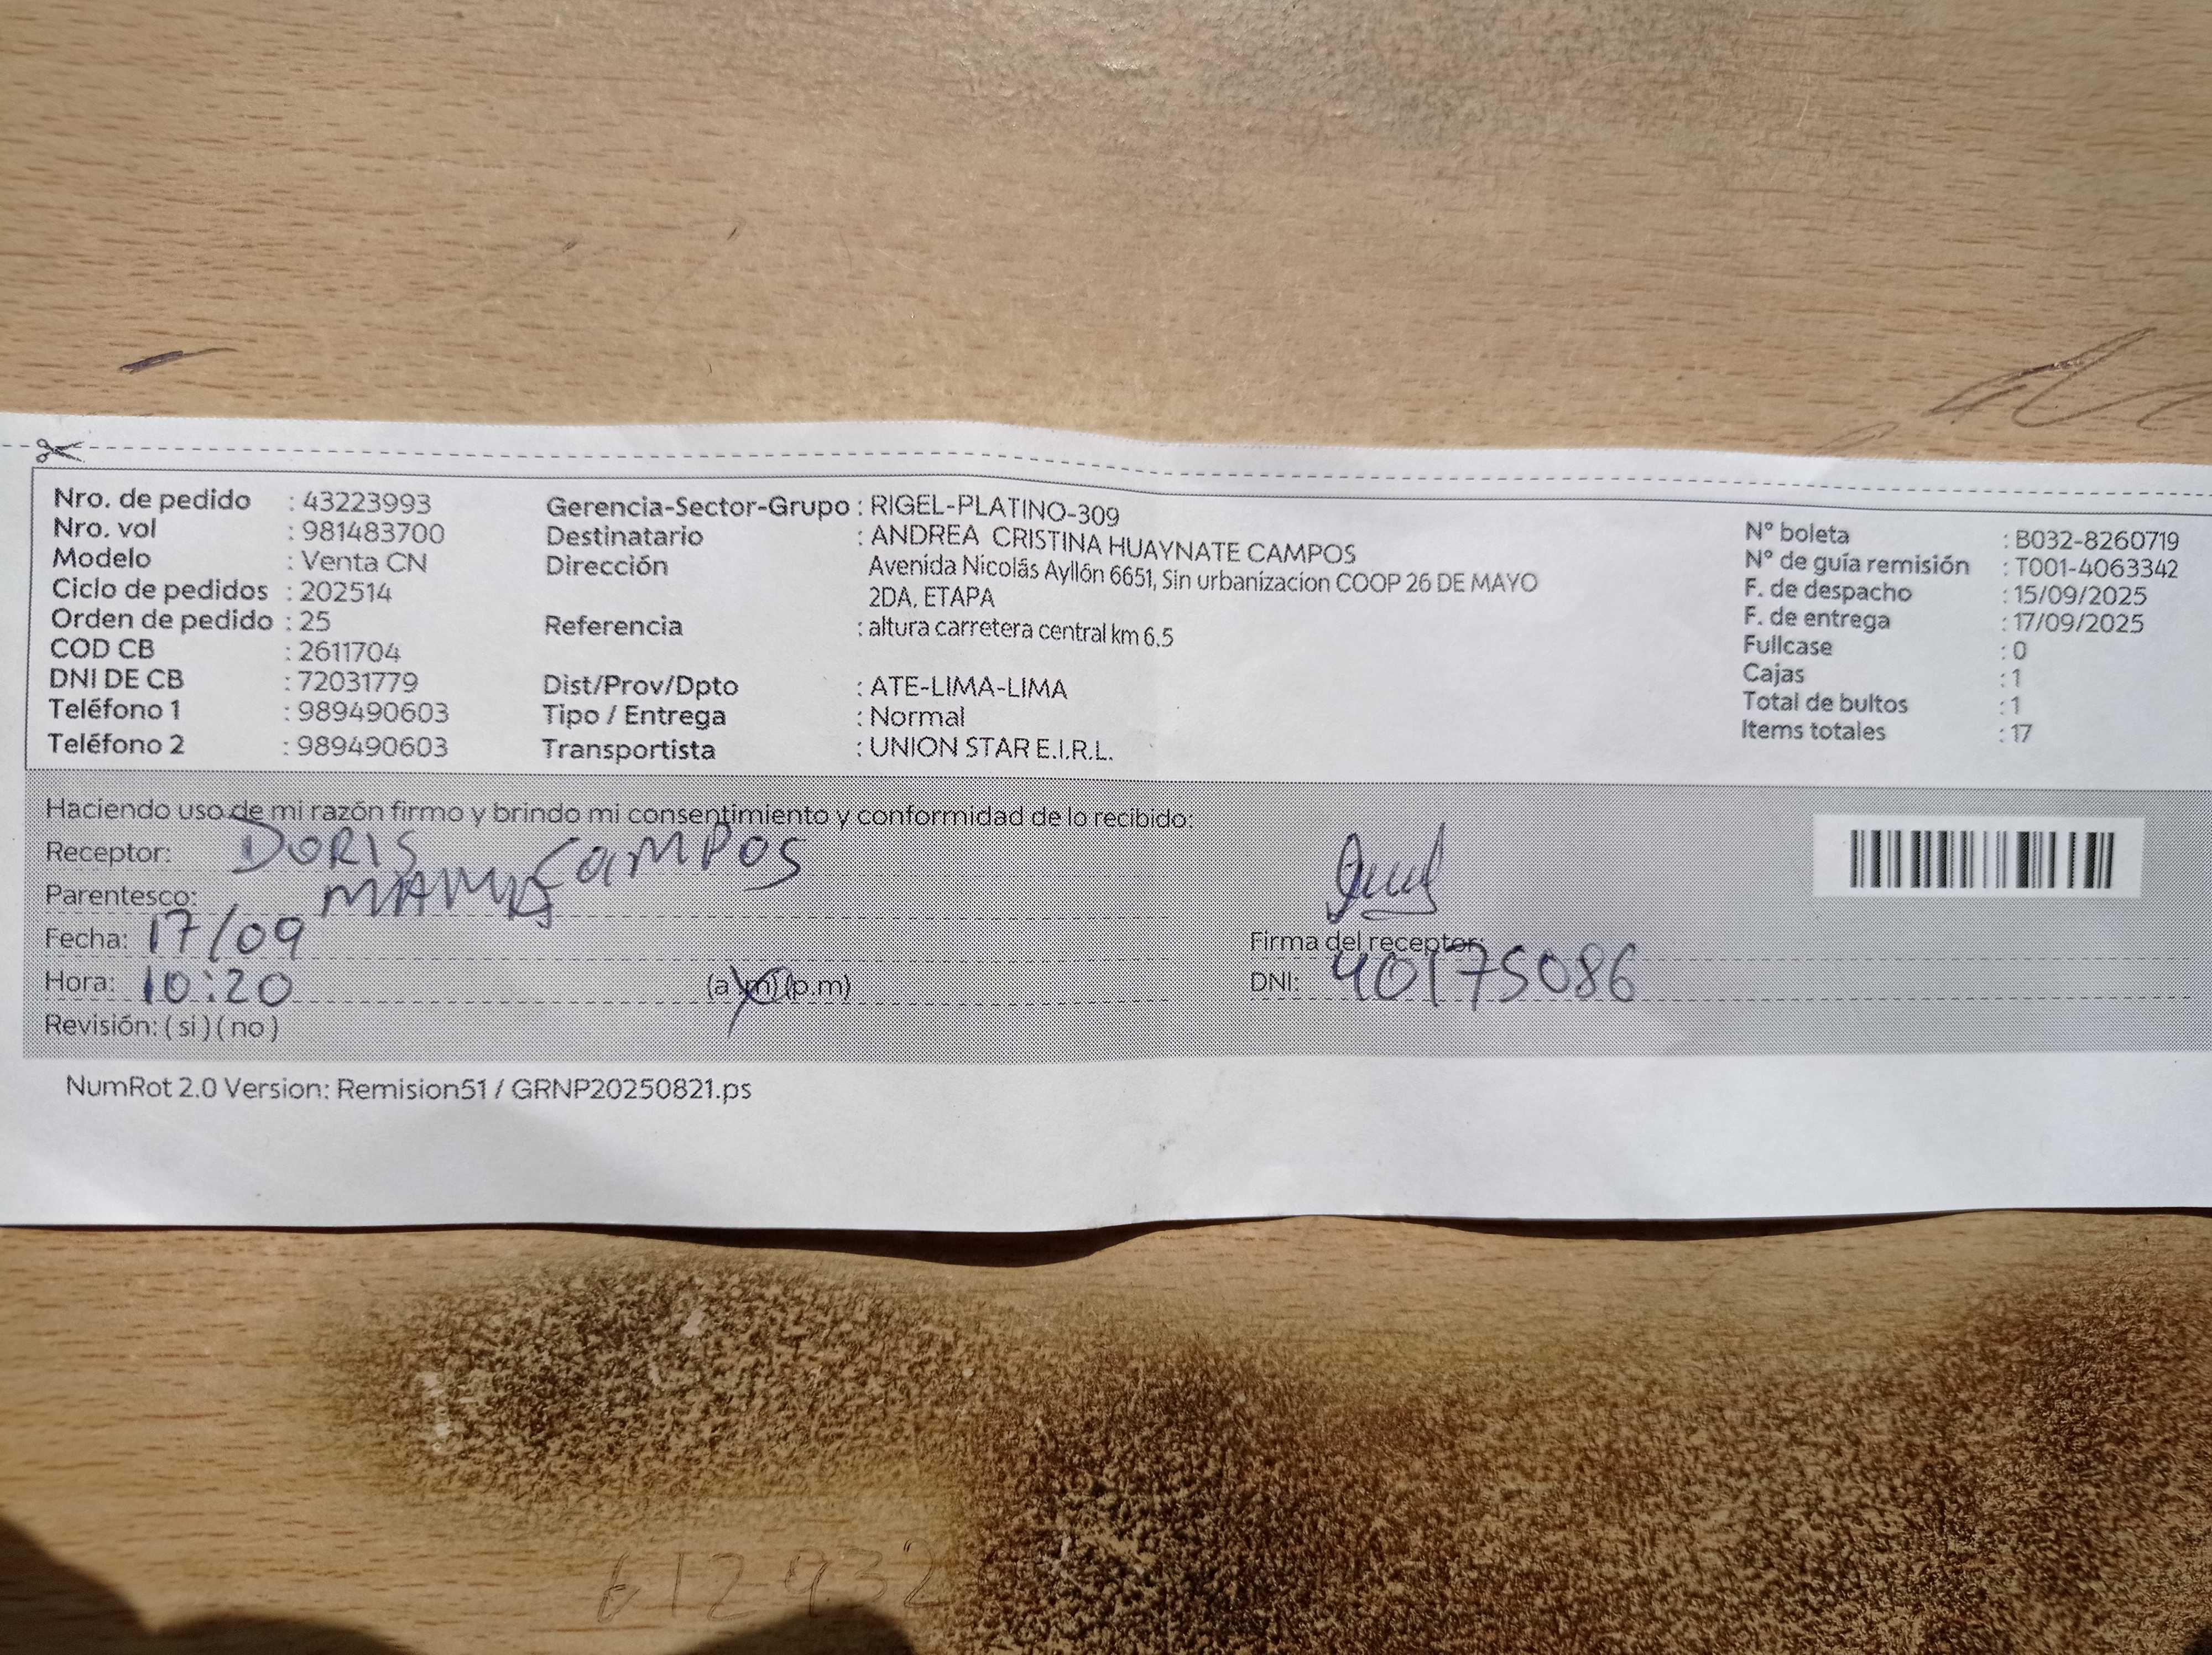 Nro. de pedido : 43223993
Nro. vol : 981483700
Modelo : Venta CN
Ciclo de pedidos : 202514
Orden de pedido : 25
COD CB : 2611704
DNI DE CB : 72031779
Teléfono 1 : 989490603
Teléfono 2 : 989490603
Gerencia-Sector-Grupo : RIGEL-PLATINO-309
Destinatario : ANDREA CRISTINA HUAYNATE CAMPOS
Dirección Avenida Nicolás Ayllón 6651, Sin urbanizacion COOP 26 DE MAYO
2DA. ETAPA
Referencia : altura carretera central km 6.5
Dist/Prov/Dpto : ATE-LIMA-LIMA
Tipo / Entrega : Normal
Transportista : UNION STAR E.I.R.L.
N° boleta : B032-8260719
N° de guía remisión : T001-4063342
F. de despacho : 15/09/2025
F. de entrega : 17/09/2025
Fullcase : 0
Cajas : 1
Total de bultos : 1
Items totales : 17
Haciendo uso de mi razón firmo y brindo mi consentimiento y conformidad de lo recibido:
Receptor: DORIS CAMPOS
Parentesco: MAMA
Fecha: 17/09
Hora: 10:20 (a.m) (p.m)
Revisión: ( si ) ( no )
Firma del receptor:
DNI: 40175086
NumRot 2.0 Version: Remision51 / GRNP20250821.ps